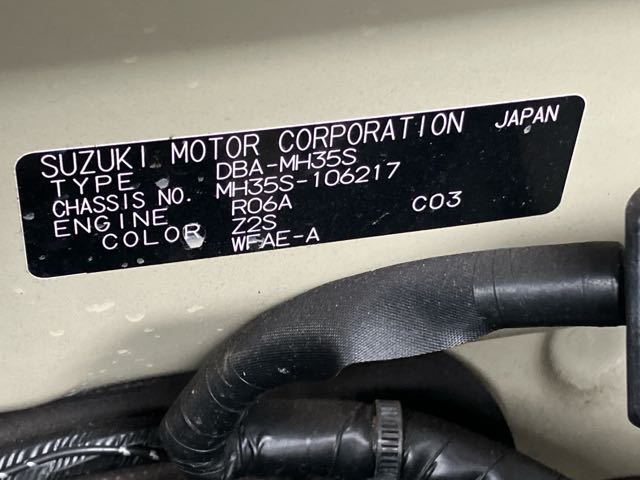 SUZUKI MOTOR CORPORATION JAPAN
TYPE DBA-MH35S
CHASSIS NO. MH35S-106217
ENGINE R06A C03
COLOR Z2S
WFAE-A